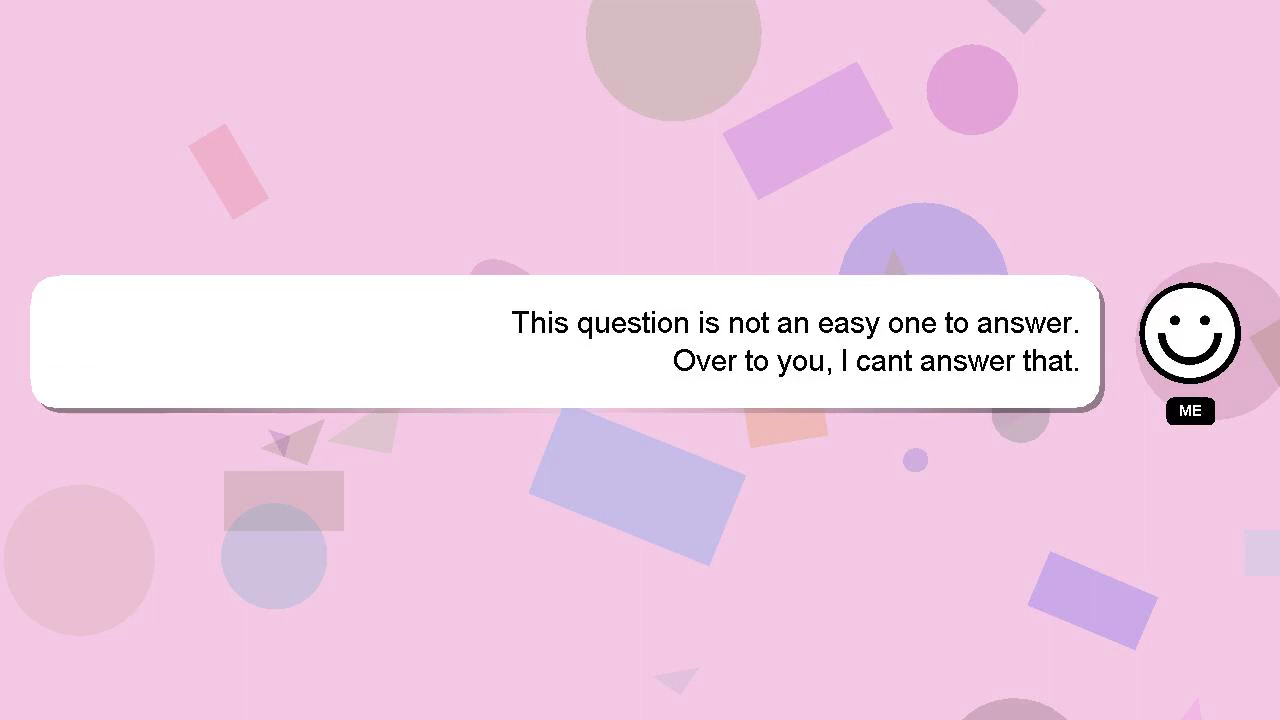 This question is not an easy one to answer.
Over to you, I cant answer that.
ME